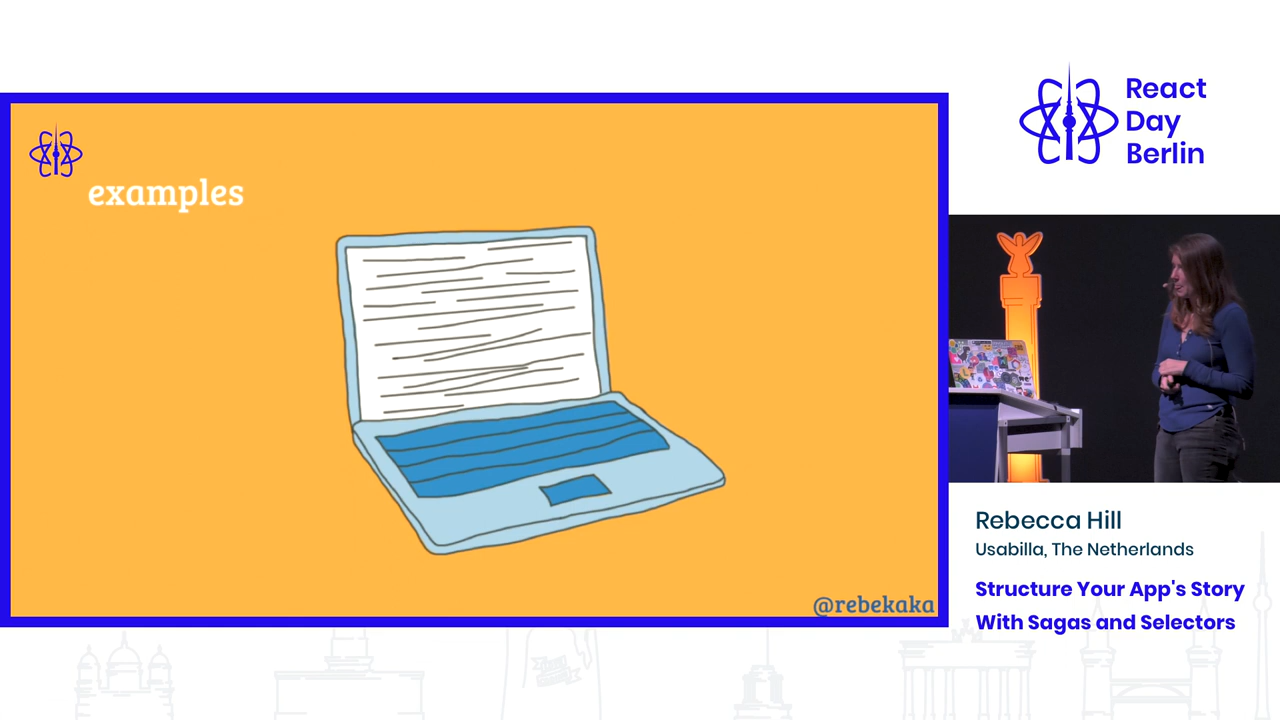 examples
@rebekaka
React
Day
Berlin
Rebecca Hill
Usabilla, The Netherlands
Structure Your App's Story
With Sagas and Selectors